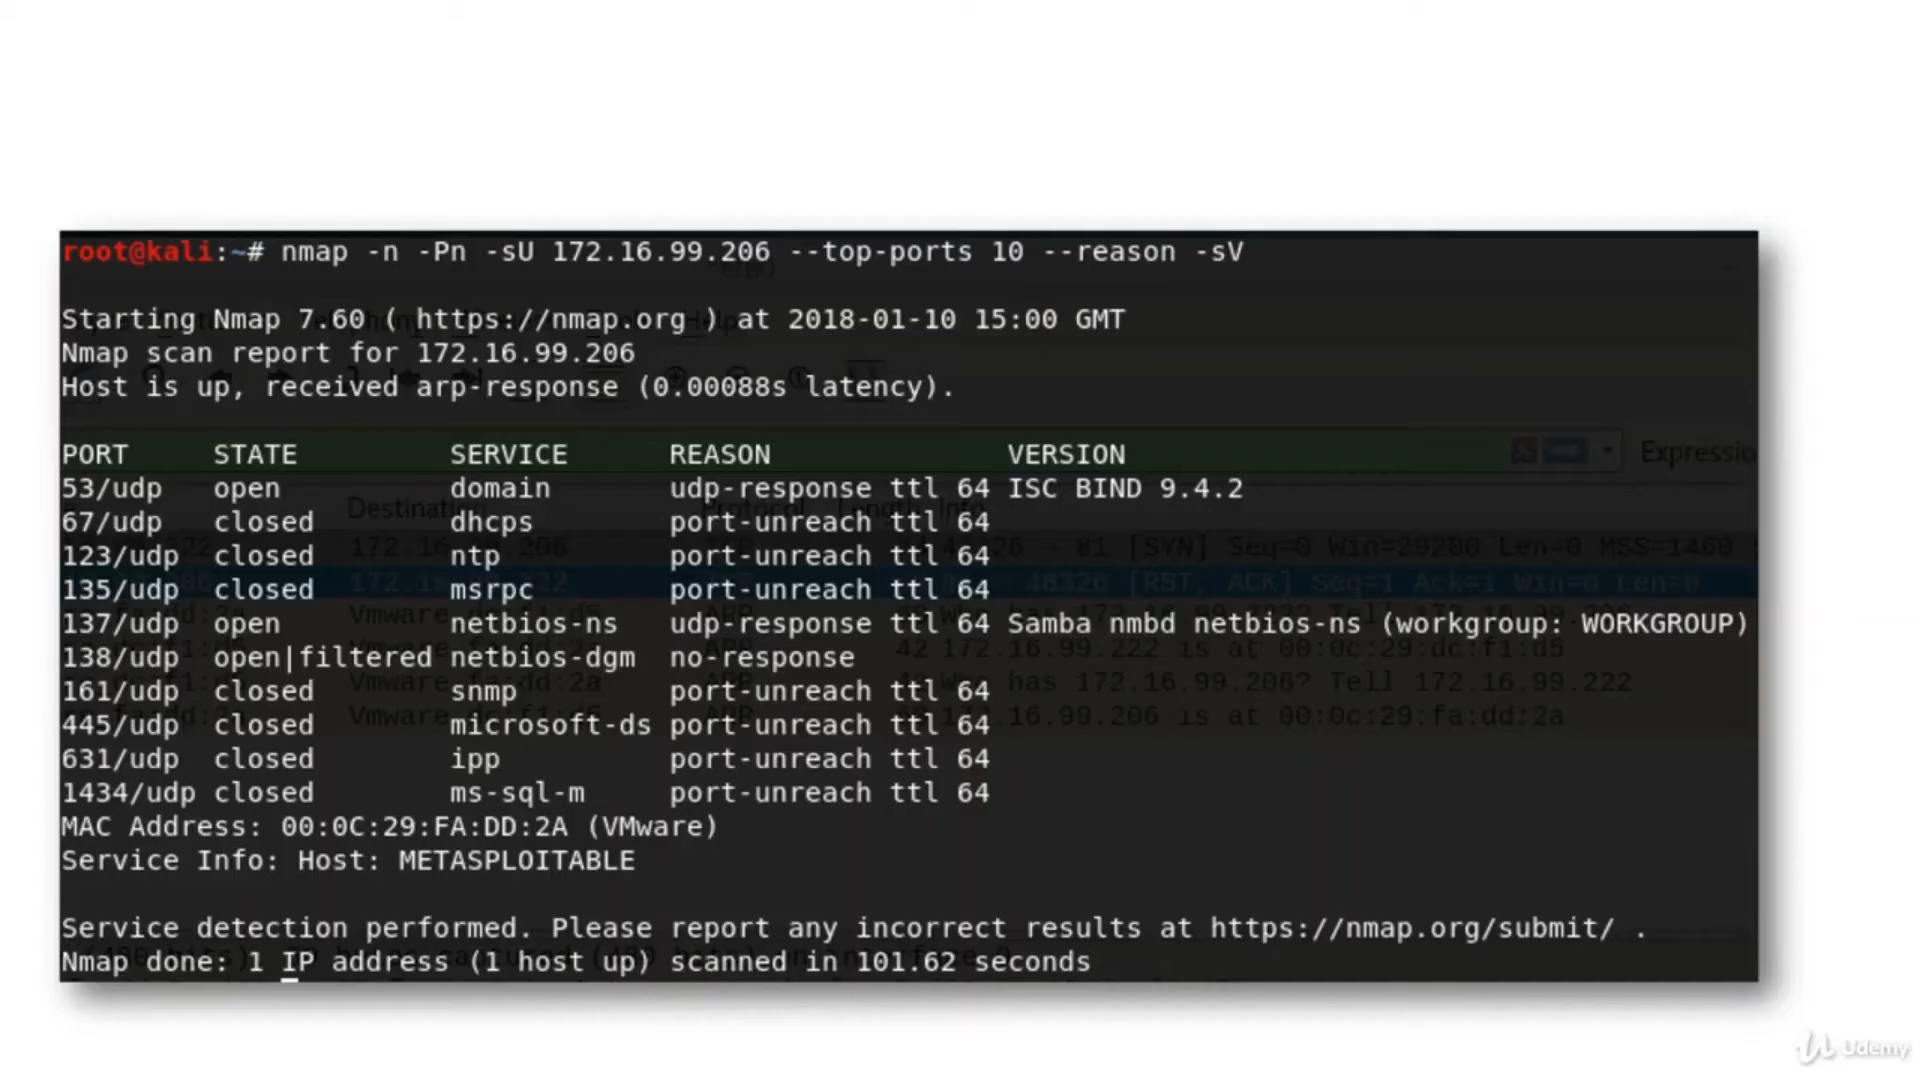 root@kali:~# nmap -n -Pn -sU 172.16.99.206 --top-ports 10 --reason -sV
Starting Nmap 7.60 ( https://nmap.org ) at 2018-01-10 15:00 GMT
Nmap scan report for 172.16.99.206
Host is up, received arp-response (0.00088s latency).
PORT STATE SERVICE REASON VERSION
Expressio
53/udp open domain udp-response ttl 64 ISC BIND 9.4.2
Destination Protocol Length Info
67/udp closed dhcps port-unreach ttl 64
123/udp closed ntp port-unreach ttl 64
135/udp closed msrpc port-unreach ttl 64
137/udp open netbios-ns udp-response ttl 64 Samba nmbd netbios-ns (workgroup: WORKGROUP)
138/udp open|filtered netbios-dgm no-response
161/udp closed snmp port-unreach ttl 64
445/udp closed microsoft-ds port-unreach ttl 64
631/udp closed ipp port-unreach ttl 64
1434/udp closed ms-sql-m port-unreach ttl 64
MAC Address: 00:0C:29:FA:DD:2A (VMware)
Service Info: Host: METASPLOITABLE
Service detection performed. Please report any incorrect results at https://nmap.org/submit/ .
Nmap done: 1 IP address (1 host up) scanned in 101.62 seconds
Udemy